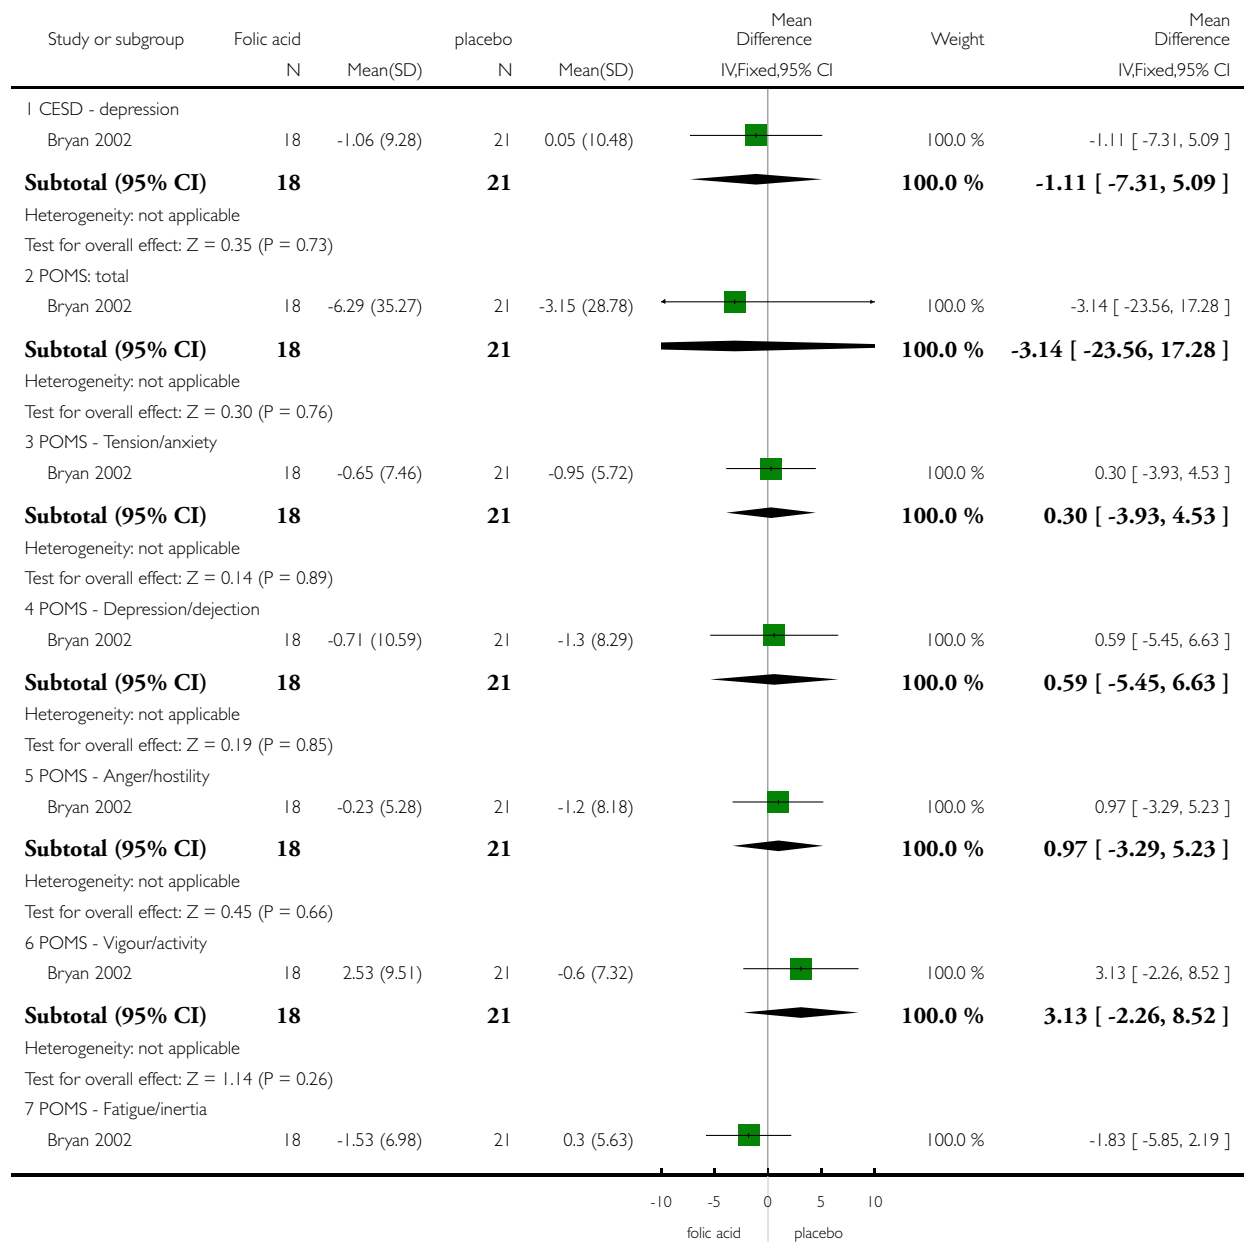 Mean Mean
Study or subgroup Folic acid placebo Difference Weight Difference
N Mean(SD) N Mean(SD) IV,Fixed,95% CI IV,Fixed,95% CI
1 CESD - depression
Bryan 2002 18 -1.06 (9.28) 21 0.05 (10.48) 100.0 % -1.11 [ -7.31, 5.09 ]
Subtotal (95% CI) 18 21 100.0 % -1.11 [ -7.31, 5.09 ]
Heterogeneity: not applicable
Test for overall effect: Z = 0.35 (P = 0.73)
2 POMS: total
Bryan 2002 18 -6.29 (35.27) 21 -3.15 (28.78) 100.0 % -3.14 [ -23.56, 17.28 ]
Subtotal (95% CI) 18 21 100.0 % -3.14 [ -23.56, 17.28 ]
Heterogeneity: not applicable
Test for overall effect: Z = 0.30 (P = 0.76)
3 POMS - Tension/anxiety
Bryan 2002 18 -0.65 (7.46) 21 -0.95 (5.72) 100.0 % 0.30 [ -3.93, 4.53 ]
Subtotal (95% CI) 18 21 100.0 % 0.30 [ -3.93, 4.53 ]
Heterogeneity: not applicable
Test for overall effect: Z = 0.14 (P = 0.89)
4 POMS - Depression/dejection
Bryan 2002 18 -0.71 (10.59) 21 -1.3 (8.29) 100.0 % 0.59 [ -5.45, 6.63 ]
Subtotal (95% CI) 18 21 100.0 % 0.59 [ -5.45, 6.63 ]
Heterogeneity: not applicable
Test for overall effect: Z = 0.19 (P = 0.85)
5 POMS - Anger/hostility
Bryan 2002 18 -0.23 (5.28) 21 -1.2 (8.18) 100.0 % 0.97 [ -3.29, 5.23 ]
Subtotal (95% CI) 18 21 100.0 % 0.97 [ -3.29, 5.23 ]
Heterogeneity: not applicable
Test for overall effect: Z = 0.45 (P = 0.66)
6 POMS - Vigour/activity
Bryan 2002 18 2.53 (9.51) 21 -0.6 (7.32) 100.0 % 3.13 [ -2.26, 8.52 ]
Subtotal (95% CI) 18 21 100.0 % 3.13 [ -2.26, 8.52 ]
Heterogeneity: not applicable
Test for overall effect: Z = 1.14 (P = 0.26)
7 POMS - Fatigue/inertia
Bryan 2002 18 -1.53 (6.98) 21 0.3 (5.63) 100.0 % -1.83 [ -5.85, 2.19 ]
-10 -5 0 5 10
folic acid placebo